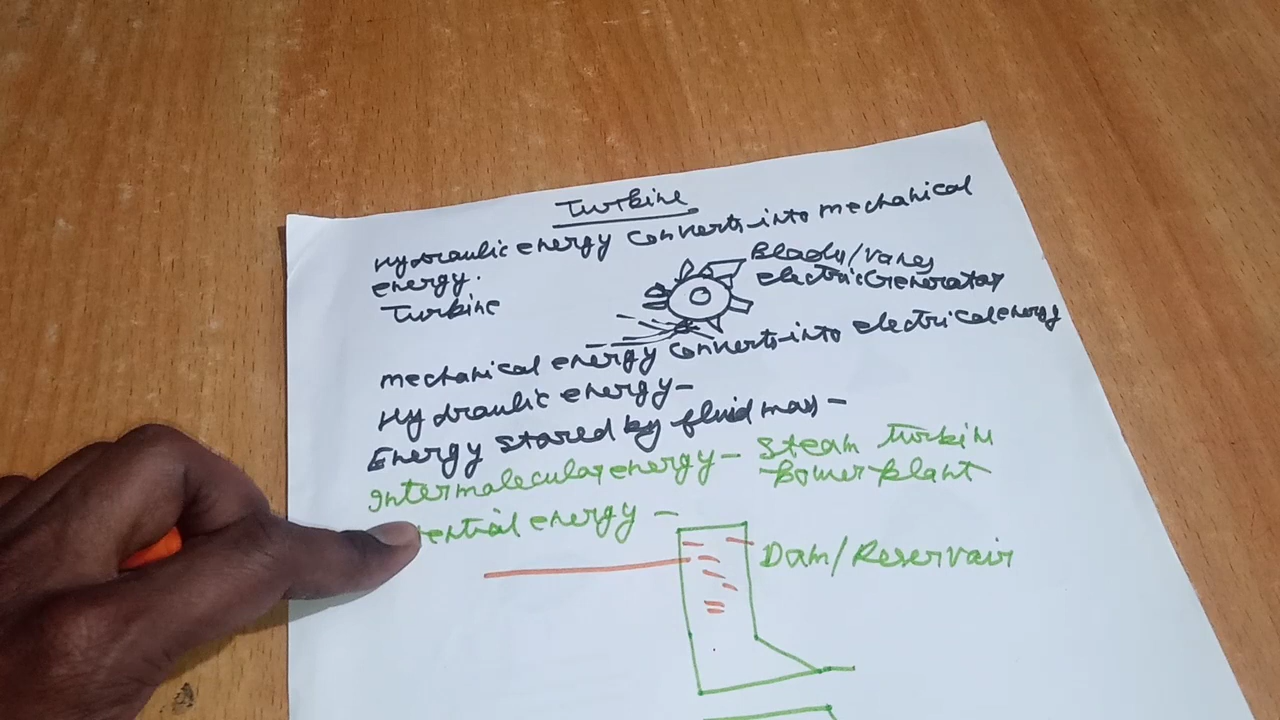 Turbine
Hydraulic energy converts into mechanical
energy.
Blades/vanes
Turbine
electric Generator
mechanical energy converts into electrical energy
Hydraulic energy-
Energy stored by fluid mass -
Intermolecular energy - Steam turbine
Power plant
energy -
Dam/Reservair